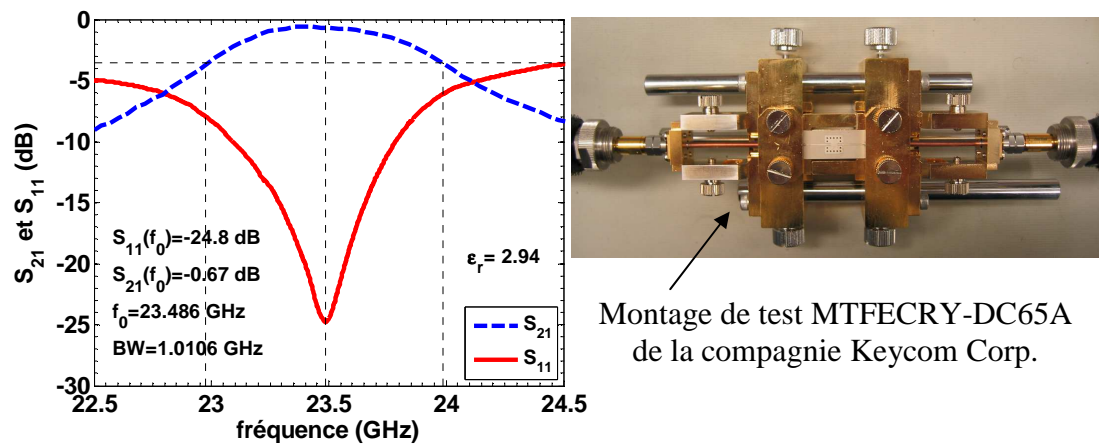 0
-5
-10
-15
-20
-25
-30
22.5
23
23.5
24
24.5
S21 et S11 (dB)
fréquence (GHz)
S11(f0)=-24.8 dB
S21(f0)=-0.67 dB
f0=23.486 GHz
BW=1.0106 GHz
εr= 2.94
S21
S11
Montage de test MTFECRY-DC65A
de la compagnie Keycom Corp.